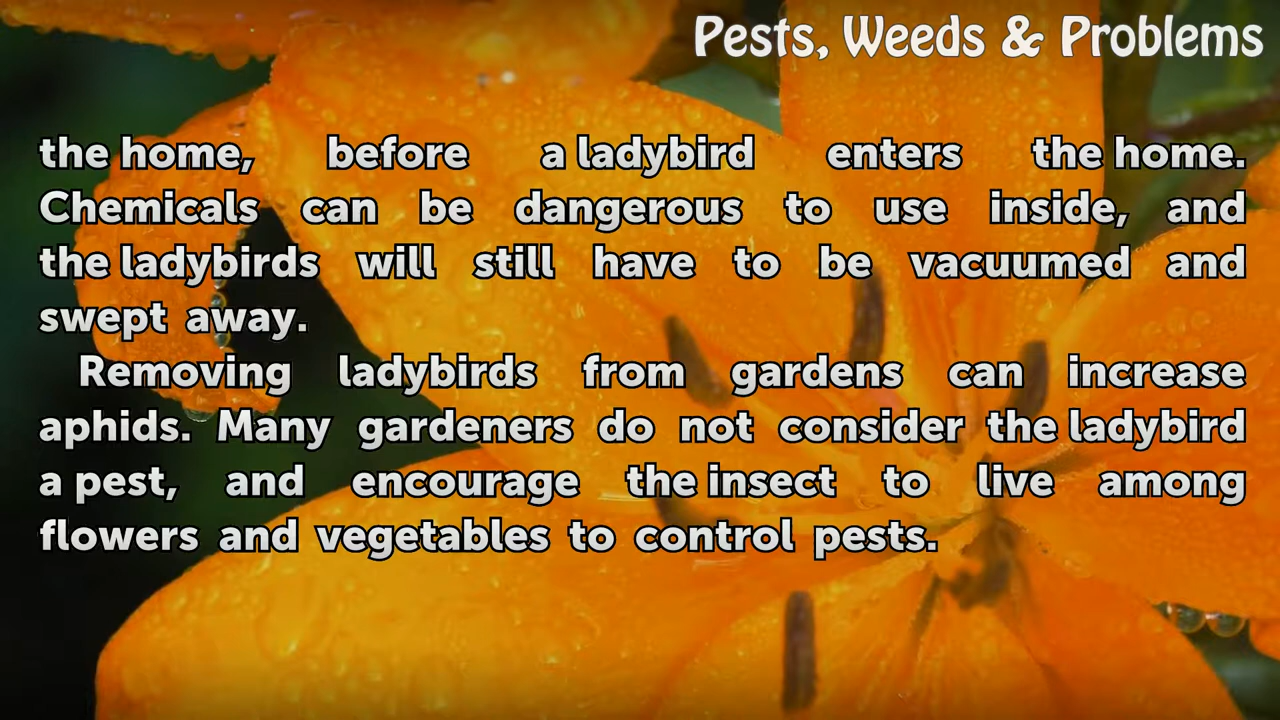 Pests, Weeds & Problems
the home, before a ladybird enters the home.
Chemicals can be dangerous to use inside, and
the ladybirds will still have to be vacuumed and
swept away.
Removing ladybirds from gardens can increase
aphids. Many gardeners do not consider the ladybird
a pest, and encourage the insect to live among
flowers and vegetables to control pests.